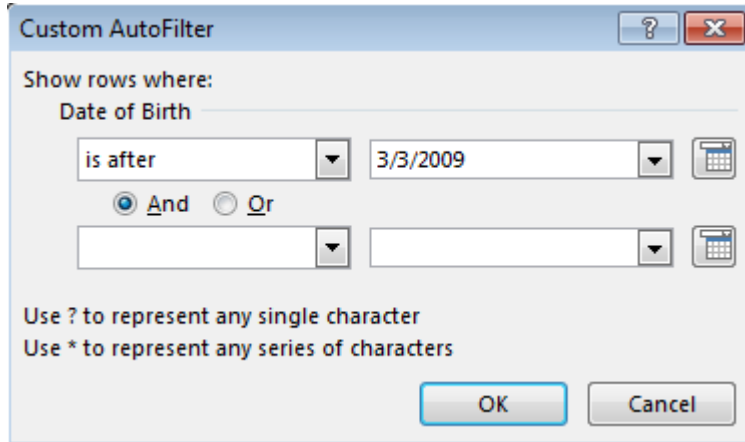 Custom AutoFilter
Show rows where:
Date of Birth
is after 3/3/2009
And Or
Use ? to represent any single character
Use * to represent any series of characters
OK Cancel